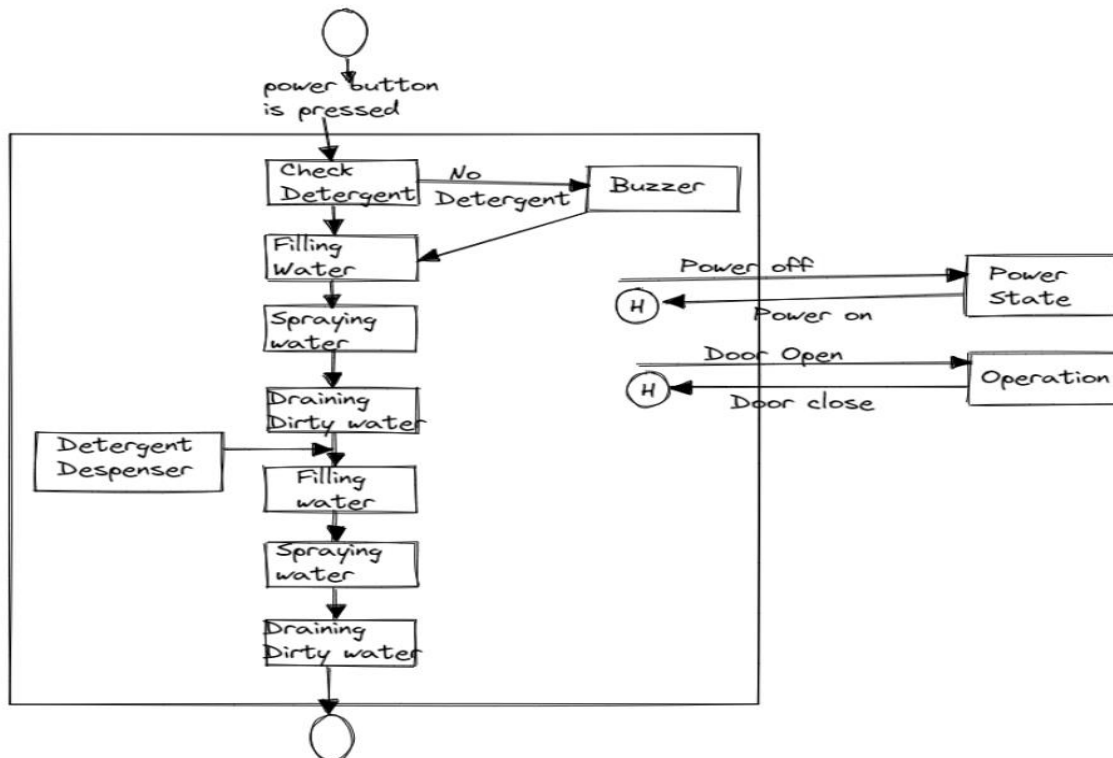 power button
is pressed
Check
Detergent
No
Detergent
Buzzer
Filling
Water
Power off
Power
State
H
Power on
Spraying
water
Door Open
Operation
H
Door close
Draining
Dirty water
Detergent
Despenser
Filling
water
Spraying
water
Draining
Dirty water